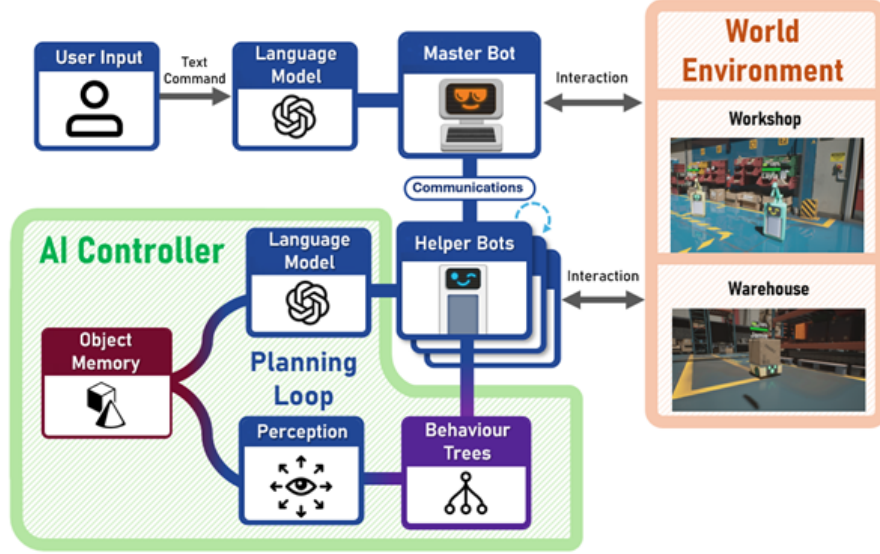 User Input
Text
Command
Language
Model
Master Bot
Interaction
World
Environment
Workshop
Communications
AI Controller
Language
Model
Helper Bots
Interaction
Warehouse
Object
Memory
Planning
Loop
Perception
Behaviour
Trees